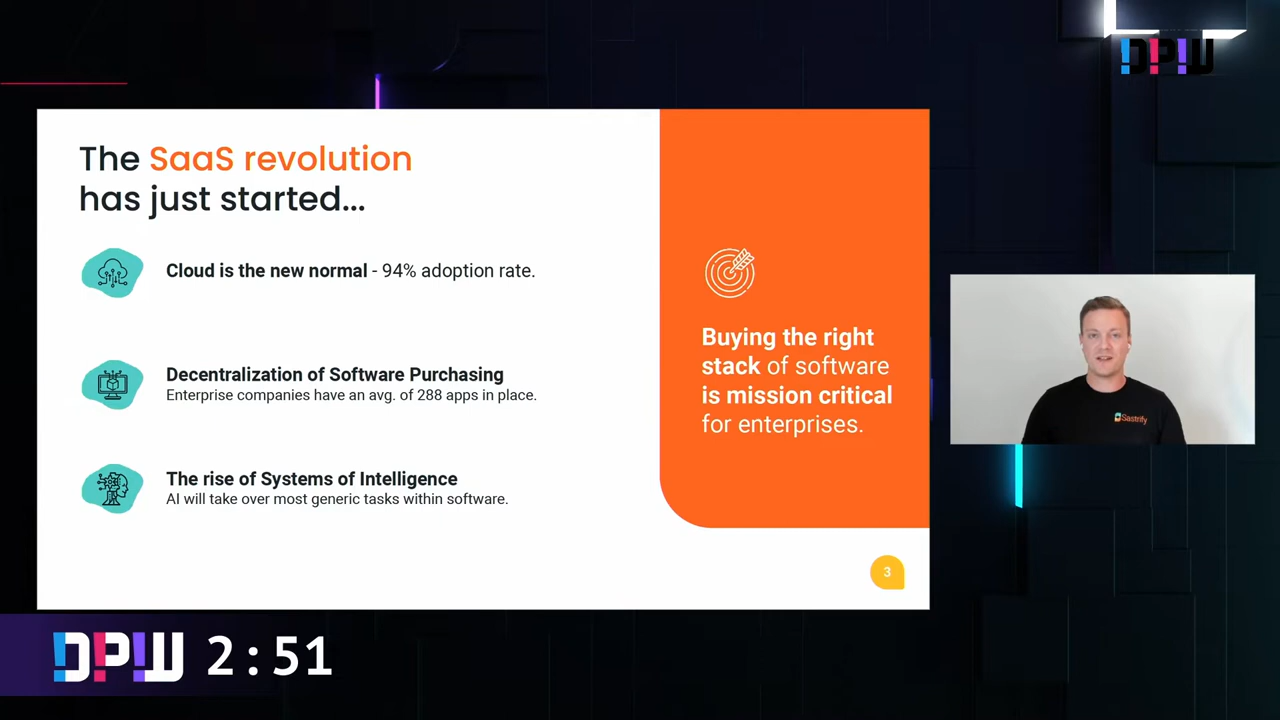 DPW
The SaaS revolution
has just started...
Cloud is the new normal - 94% adoption rate.
Decentralization of Software Purchasing
Enterprise companies have an avg. of 288 apps in place.
The rise of Systems of Intelligence
AI will take over most generic tasks within software.
Buying the right
stack of software
is mission critical
for enterprises.
3
Sastrify
DPW 2:51